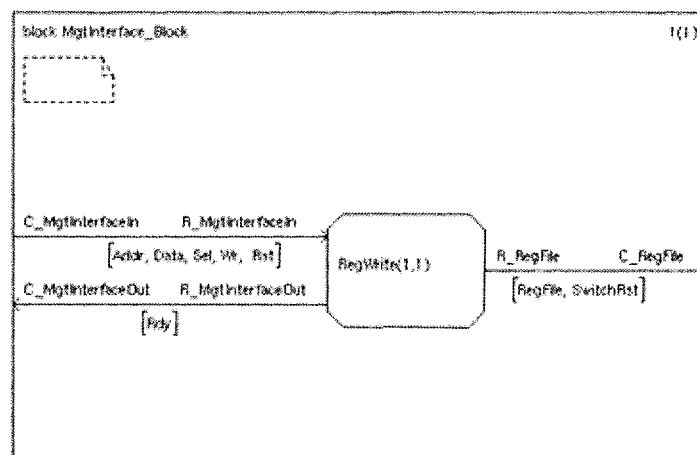 block MgtInterface_Block 1(1)
C_MgtInterfaceIn R_MgtInterfaceIn
[Addr, Data, Sel, Wr, Rst]
RegWrite(1,1)
R_RegFile C_RegFile
[RegFile, SwitchRst]
C_MgtInterfaceOut R_MgtInterfaceOut
[Rdy]